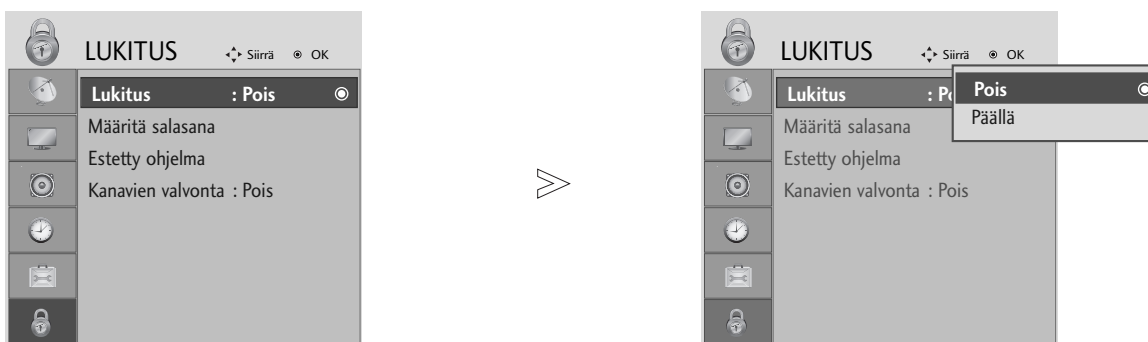 LUKITUS Siirrä OK
Lukitus : Pois
Määritä salasana
Estetty ohjelma
Kanavien valvonta : Pois
LUKITUS Siirrä OK
Lukitus : Po
Pois
Päällä
Määritä salasana
Estetty ohjelma
Kanavien valvonta : Pois